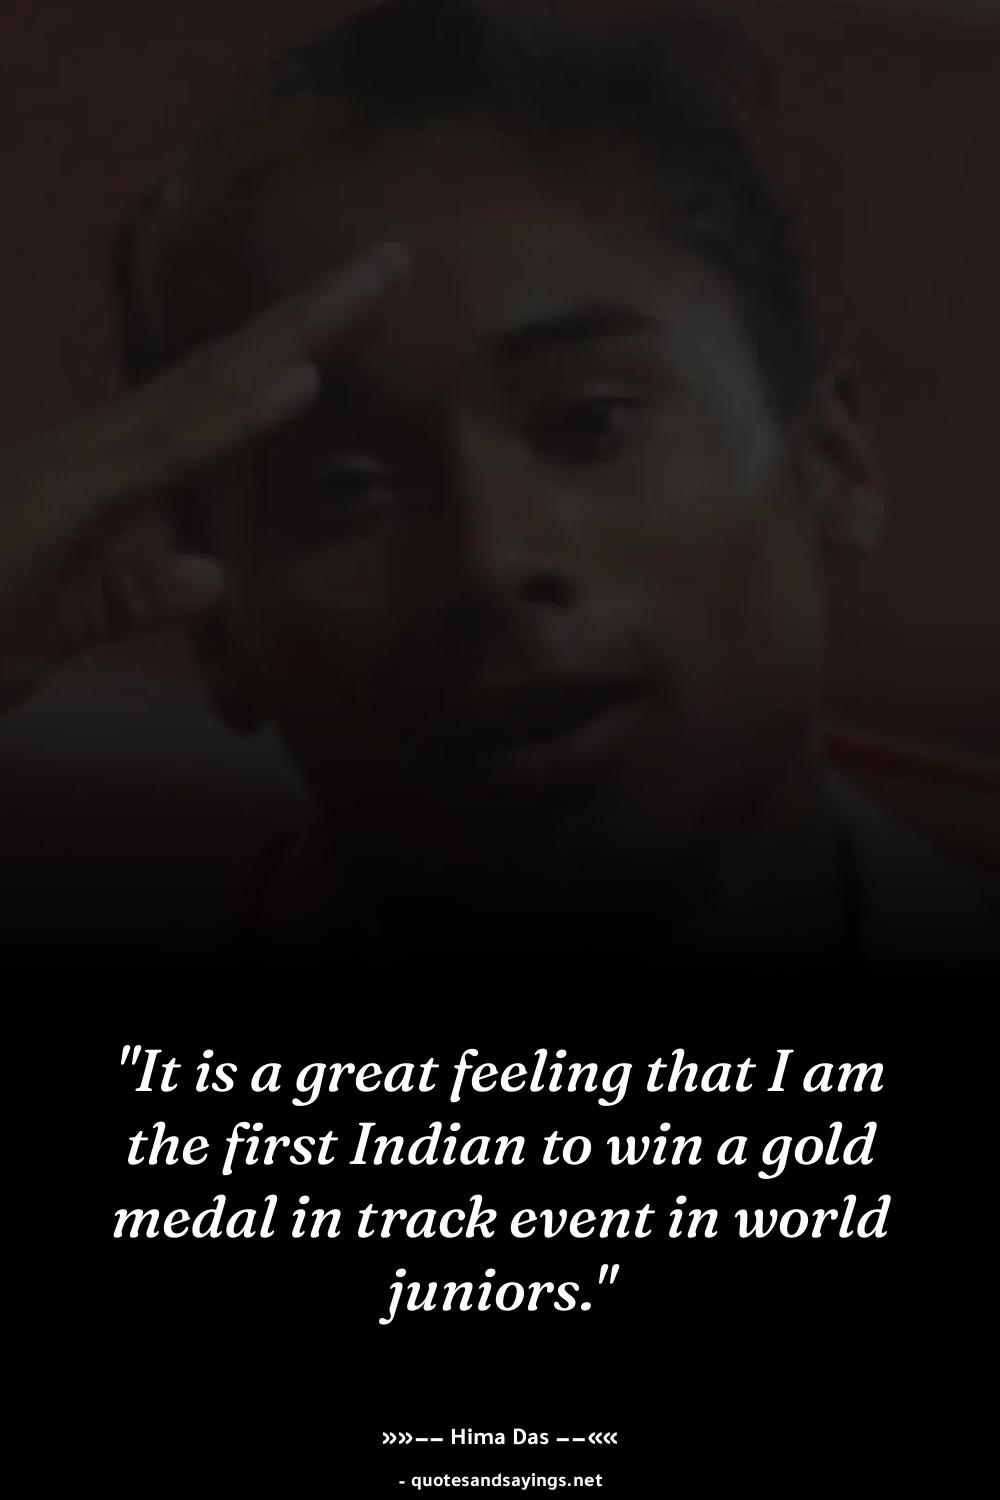 "It is a great feeling that I am
the first Indian to win a gold
medal in track event in world
juniors."
»»−− Hima Das −−««
- quotesandsayings.net